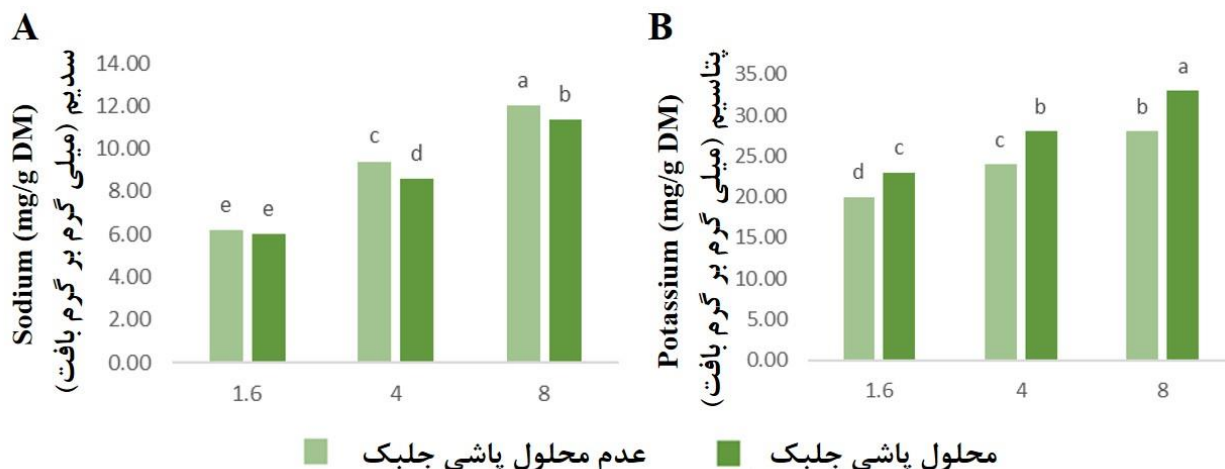 A
Sodium (mg/g DM)
سدیم (میلی گرم بر گرم بافت)
14.00
12.00
10.00
8.00
6.00
4.00
2.00
0.00
e
e
c
d
a
b
1.6
4
8
B
Potassium (mg/g DM)
پتاسیم (میلی گرم بر گرم بافت)
35.00
30.00
25.00
20.00
15.00
10.00
5.00
0.00
d
c
c
b
b
a
1.6
4
8
عدم محلول پاشی جلبک
محلول پاشی جلبک